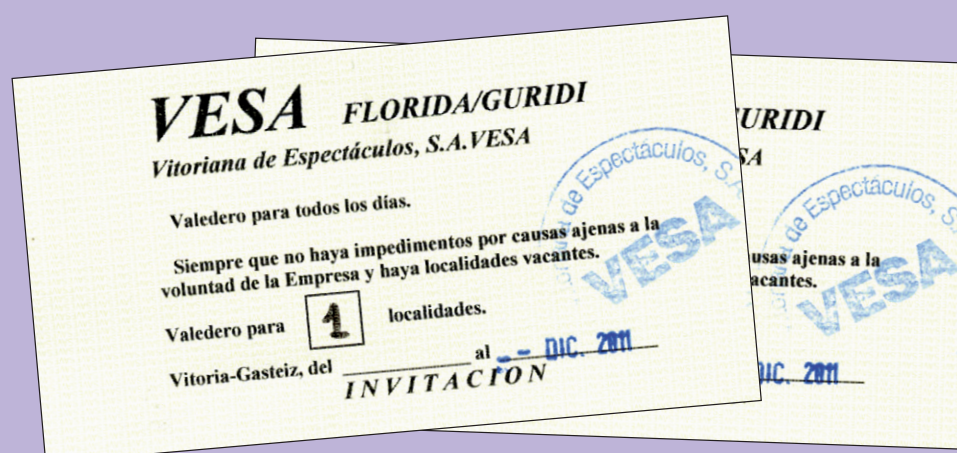 VESA FLORIDA/GURIDI
Vitoriana de Espectáculos, S.A.VESA
Valedero para todos los días.
Siempre que no haya impedimentos por causas ajenas a la
voluntad de la Empresa y haya localidades vacantes.
Valedero para 1 localidades.
Vitoria-Gasteiz, del ____________ al -- DIC. 2011
INVITACION
de Espectáculos, S.A.
VESA
URIDI
SA
usas ajenas a la
acantes.
DIC. 2011
de Espectáculos, S.
VESA